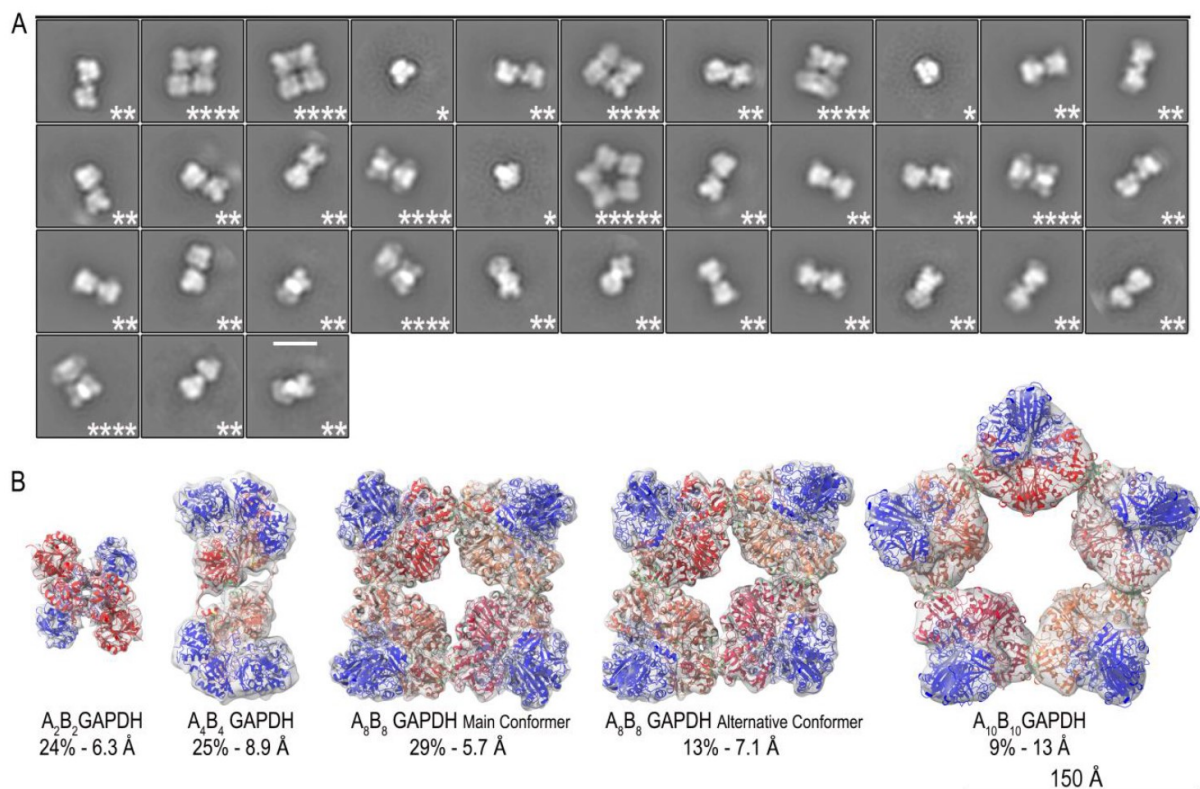 A
** **** **** * ** **** ** **** * ** **
** ** ** **** * ***** ** ** ** **** **
** ** ** **** ** ** ** ** ** ** **
**** ** **
B
A2B2GAPDH A4B4 GAPDH A8B8 GAPDH Main Conformer A8B8 GAPDH Alternative Conformer A10B10GAPDH
24% - 6.3 Å 25% - 8.9 Å 29% - 5.7 Å 13% - 7.1 Å 9% - 13 Å
150 Å